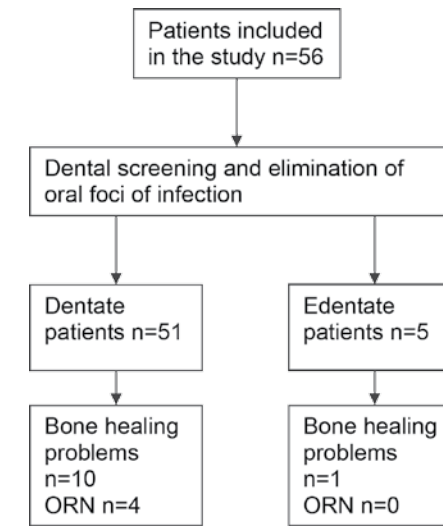 Patients included
in the study n=56
Dental screening and elimination of
oral foci of infection
Dentate
patients n=51
Edentate
patients n=5
Bone healing
problems
n=10
ORN n=4
Bone healing
problems
n=1
ORN n=0